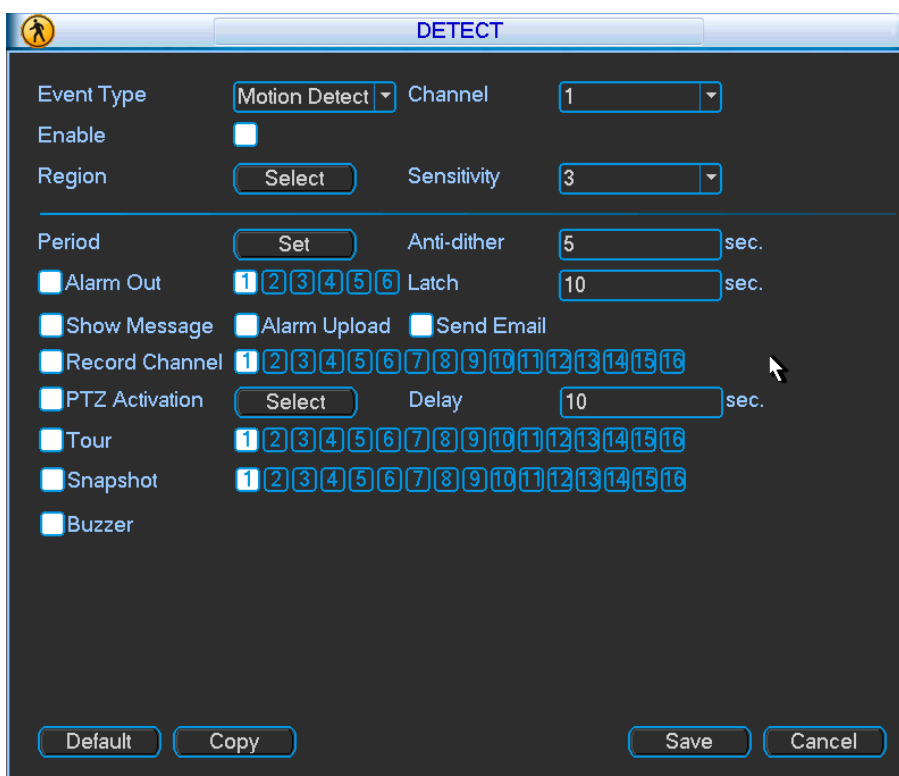 DETECT
Event Type Motion Detect Channel 1
Enable
Region Select Sensitivity 3
Period Set Anti-dither 5 sec.
Alarm Out 1 2 3 4 5 6 Latch 10 sec.
Show Message Alarm Upload Send Email
Record Channel 1 2 3 4 5 6 7 8 9 10 11 12 13 14 15 16
PTZ Activation Select Delay 10 sec.
Tour 1 2 3 4 5 6 7 8 9 10 11 12 13 14 15 16
Snapshot 1 2 3 4 5 6 7 8 9 10 11 12 13 14 15 16
Buzzer
Default Copy Save Cancel